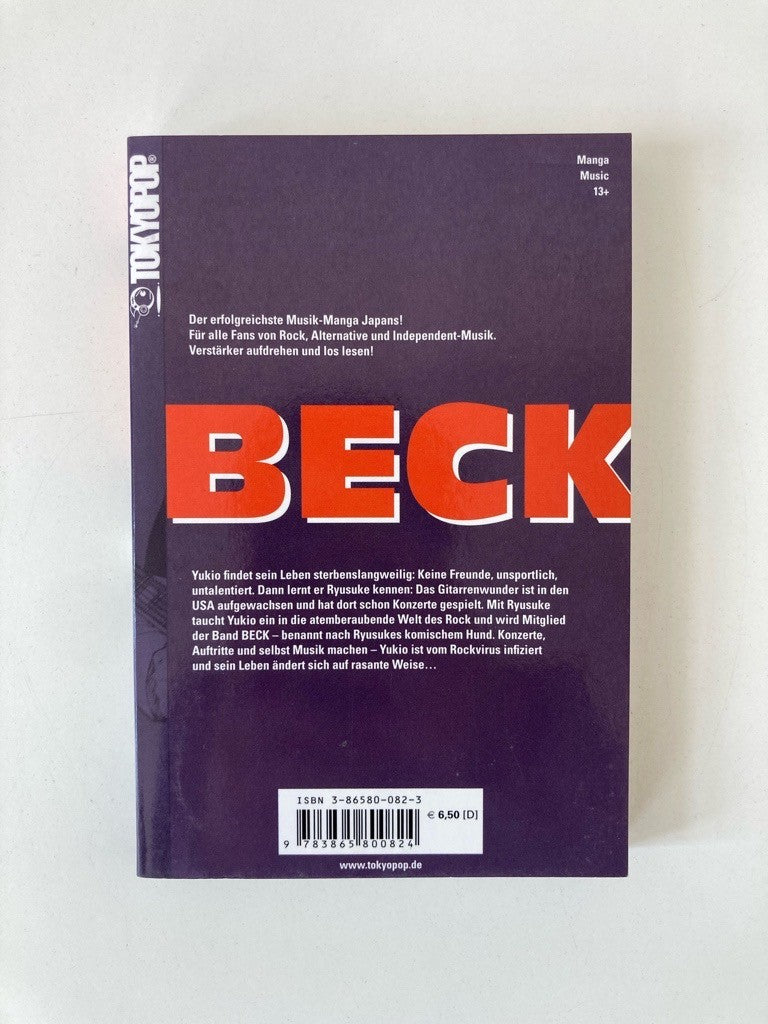 TOKYOPOP®
Manga
Music
13+
Der erfolgreichste Musik-Manga Japans!
Für alle Fans von Rock, Alternative und Independent-Musik.
Verstärker aufdrehen und los lesen!
BECK
Yukio findet sein Leben sterbenslangweilig: Keine Freunde, unsportlich,
untalentiert. Dann lernt er Ryusuke kennen: Das Gitarrenwunder ist in den
USA aufgewachsen und hat dort schon Konzerte gespielt. Mit Ryusuke
taucht Yukio ein in die atemberaubende Welt des Rock und wird Mitglied
der Band BECK – benannt nach Ryusukes komischem Hund. Konzerte,
Auftritte und selbst Musik machen – Yukio ist vom Rockvirus infiziert
und sein Leben ändert sich auf rasante Weise...
ISBN 3-86580-082-3
€ 6,50 [D]
9 783865 800824
www.tokyopop.de